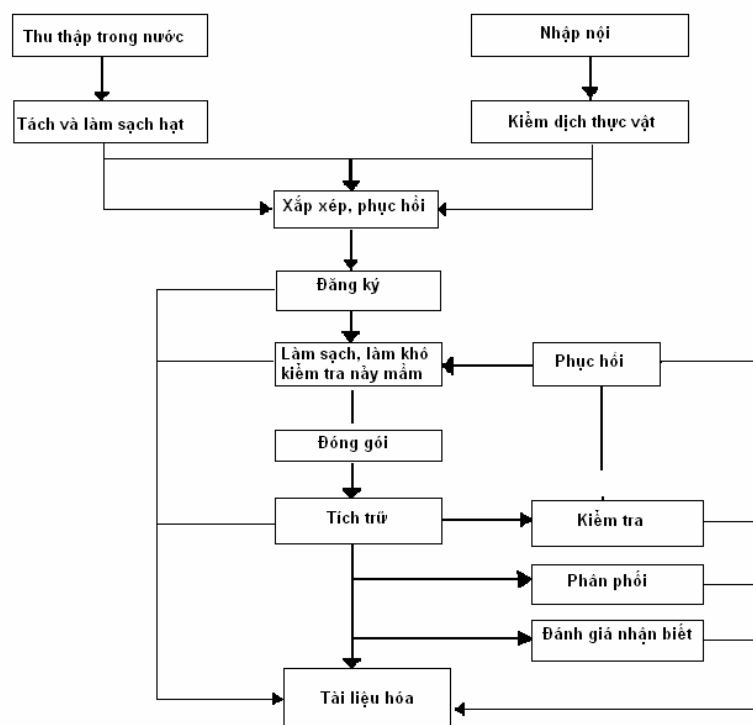 Thu thập trong nước
Nhập nội
Tách và làm sạch hạt
Kiểm dịch thực vật
Xắp xép, phục hồi
Đăng ký
Làm sạch, làm khô
kiểm tra nảy mầm
Phục hồi
Đóng gói
Tích trữ
Kiểm tra
Phân phối
Đánh giá nhận biết
Tài liệu hóa